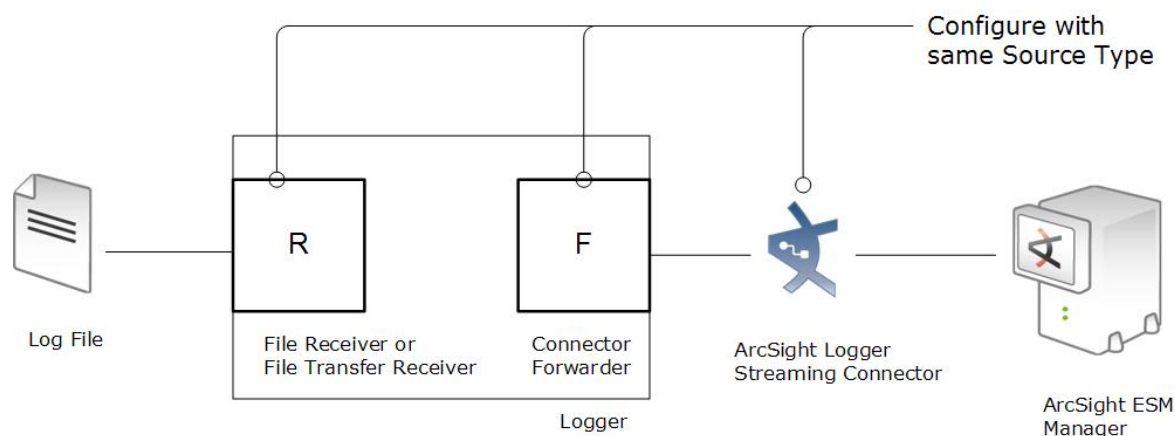 Configure with
same Source Type
R
F
Log File
File Receiver or
File Transfer Receiver
Connector
Forwarder
ArcSight Logger
Streaming Connector
Logger
ArcSight ESM
Manager